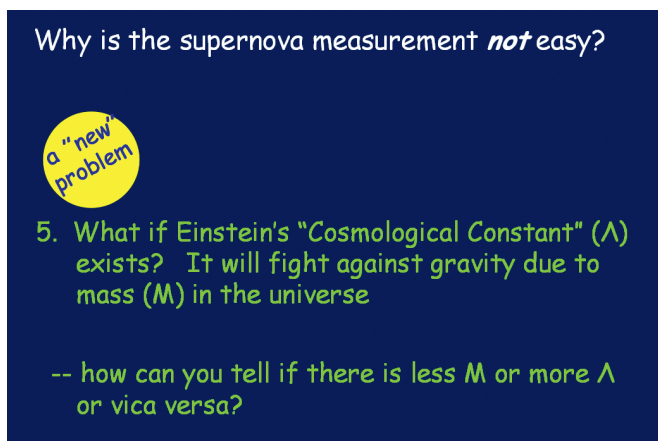 Why is the supernova measurement not easy?
a "new"
problem
5. What if Einstein's "Cosmological Constant" (Λ)
exists? It will fight against gravity due to
mass (M) in the universe
-- how can you tell if there is less M or more Λ
or vica versa?